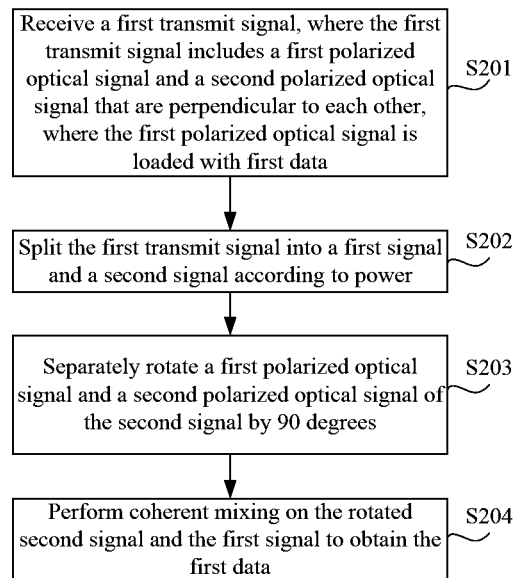 Receive a first transmit signal, where the first
transmit signal includes a first polarized
optical signal and a second polarized optical
signal that are perpendicular to each other,
where the first polarized optical signal is
loaded with first data
S201
Split the first transmit signal into a first signal
and a second signal according to power
S202
Separately rotate a first polarized optical
signal and a second polarized optical signal of
the second signal by 90 degrees
S203
Perform coherent mixing on the rotated
second signal and the first signal to obtain the
first data
S204